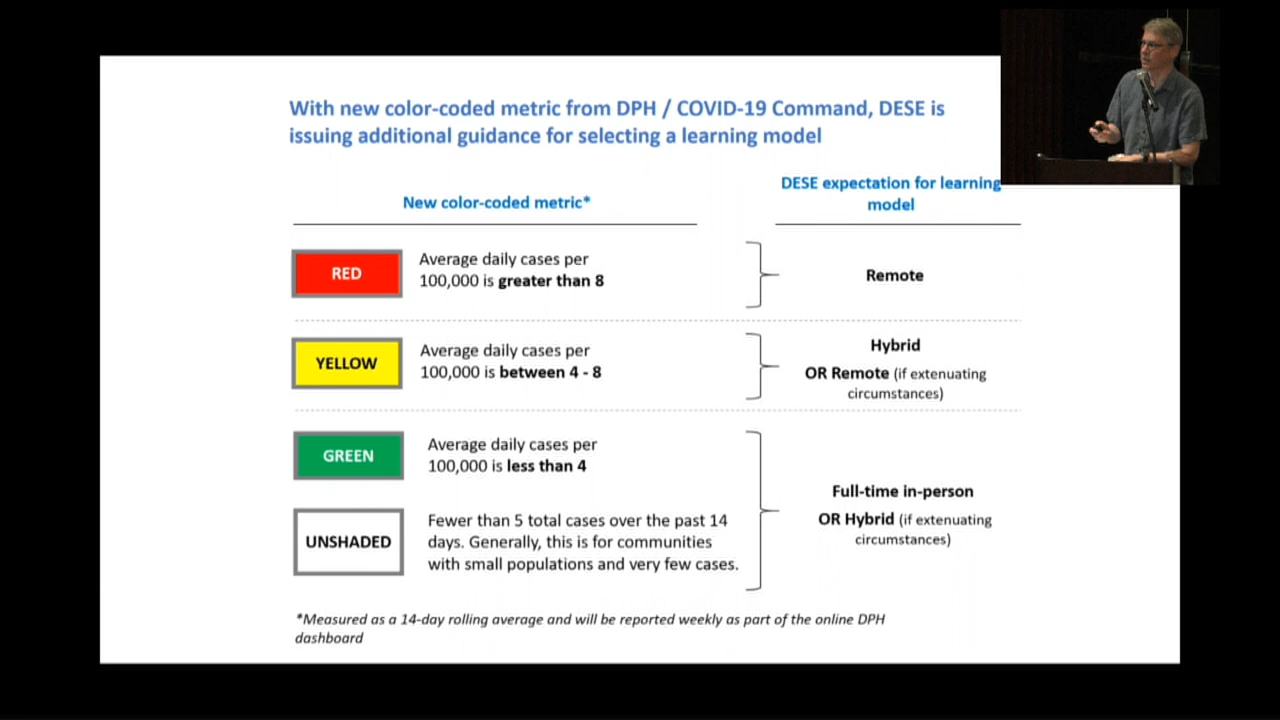 With new color-coded metric from DPH / COVID-19 Command, DESE is
issuing additional guidance for selecting a learning model
New color-coded metric*
DESE expectation for learning
model
RED
Average daily cases per
100,000 is greater than 8
Remote
YELLOW
Average daily cases per
100,000 is between 4 - 8
Hybrid
OR Remote (if extenuating
circumstances)
GREEN
Average daily cases per
100,000 is less than 4
UNSHADED
Fewer than 5 total cases over the past 14
days. Generally, this is for communities
with small populations and very few cases.
Full-time in-person
OR Hybrid (if extenuating
circumstances)
*Measured as a 14-day rolling average and will be reported weekly as part of the online DPH
dashboard